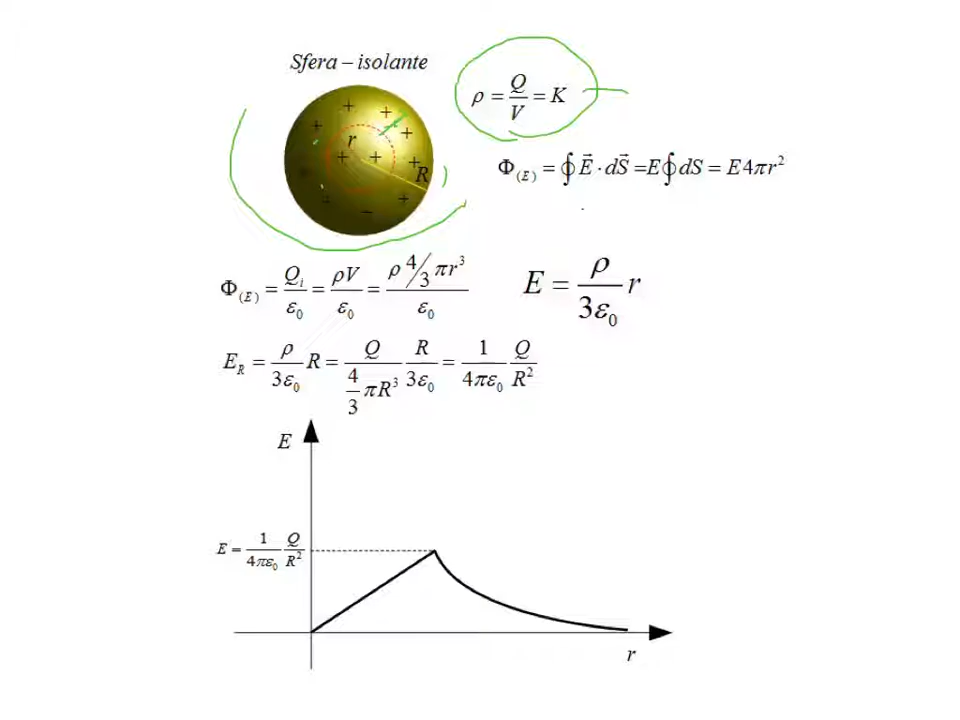 Sfera – isolante
ρ = Q/V = K
r
R
Φ(E) = ∮ E⃗ · dS⃗ = E ∮ dS = E4πr²
Φ(E) = Qᵢ/ε₀ = ρV/ε₀ = ρ 4/3 πr³/ε₀
E = ρ/3ε₀ r
E_R = ρ/3ε₀ R = Q/(4/3 πR³) R/3ε₀ = 1/4πε₀ Q/R²
E
E = 1/4πε₀ Q/R²
r